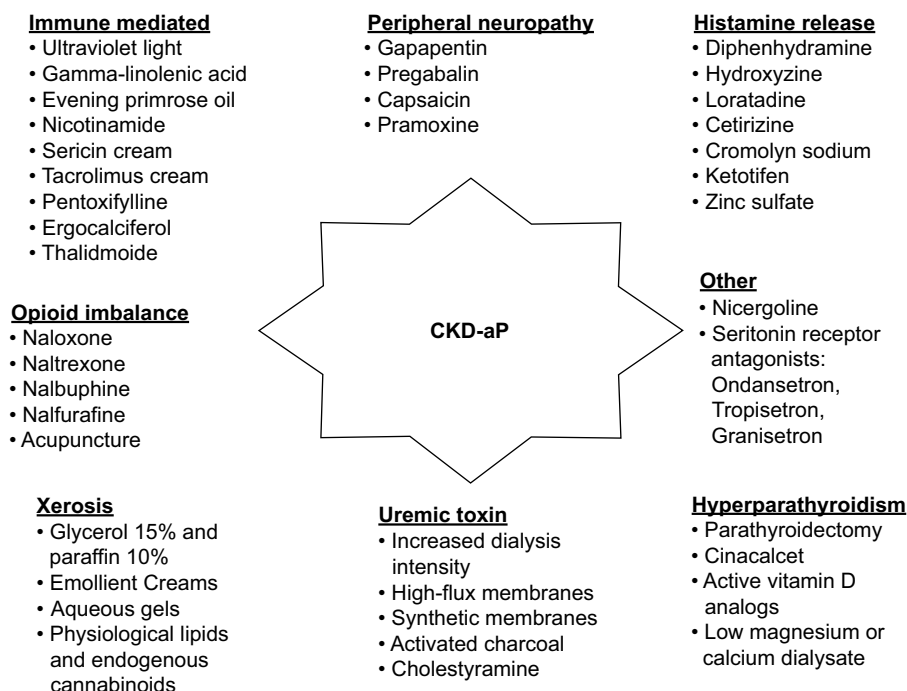 Immune mediated
• Ultraviolet light
• Gamma-linolenic acid
• Evening primrose oil
• Nicotinamide
• Sericin cream
• Tacrolimus cream
• Pentoxifylline
• Ergocalciferol
• Thalidmoide
Peripheral neuropathy
• Gapapentin
• Pregabalin
• Capsaicin
• Pramoxine
Histamine release
• Diphenhydramine
• Hydroxyzine
• Loratadine
• Cetirizine
• Cromolyn sodium
• Ketotifen
• Zinc sulfate
Opioid imbalance
• Naloxone
• Naltrexone
• Nalbuphine
• Nalfurafine
• Acupuncture
CKD-aP
Other
• Nicergoline
• Seritonin receptor
antagonists:
Ondansetron,
Tropisetron,
Granisetron
Xerosis
• Glycerol 15% and
paraffin 10%
• Emollient Creams
• Aqueous gels
• Physiological lipids
and endogenous
cannabinoids
Uremic toxin
• Increased dialysis
intensity
• High-flux membranes
• Synthetic membranes
• Activated charcoal
• Cholestyramine
Hyperparathyroidism
• Parathyroidectomy
• Cinacalcet
• Active vitamin D
analogs
• Low magnesium or
calcium dialysate